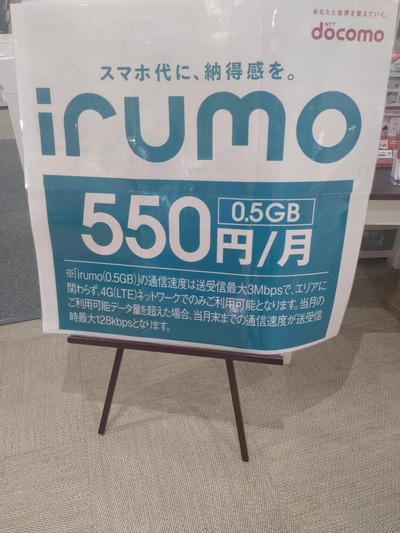 あなたと世界を変えていく。
NTT
docomo
スマホ代に、納得感を。
irumo
550円/月
0.5GB
※「irumo(0.5GB)」の通信速度は送受信最大3Mbpsで、エリアに
関わらず、4G(LTE)ネットワークでのみご利用可能となります。当月の
ご利用可能データ量を超えた場合、当月末までの通信速度が送受信
時最大128kbpsとなります。